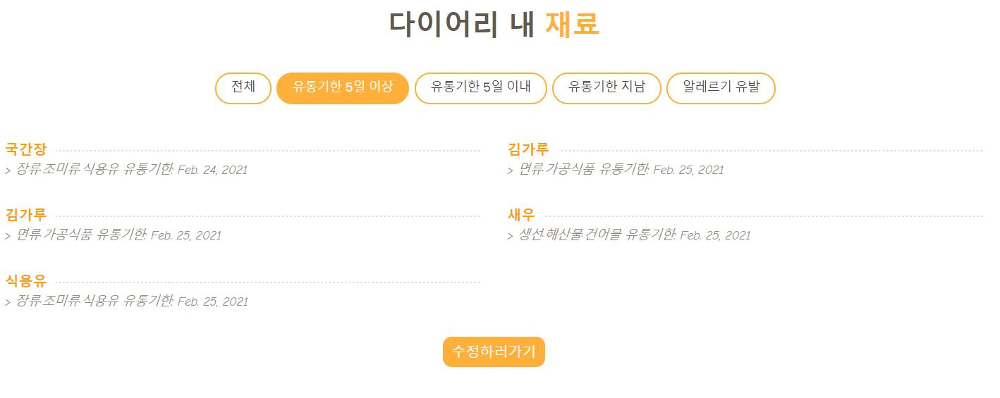 다이어리 내 재료
전체
유통기한 5일 이상
유통기한 5일 이내
유통기한 지남
알레르기 유발
국간장
> 장류·조미류·식용유 유통기한: Feb. 24, 2021
김가루
> 면류·가공식품 유통기한: Feb. 25, 2021
김가루
> 면류·가공식품 유통기한: Feb. 25, 2021
새우
> 생선·해산물·건어물 유통기한: Feb. 25, 2021
식용유
> 장류·조미류·식용유 유통기한: Feb. 25, 2021
수정하러가기